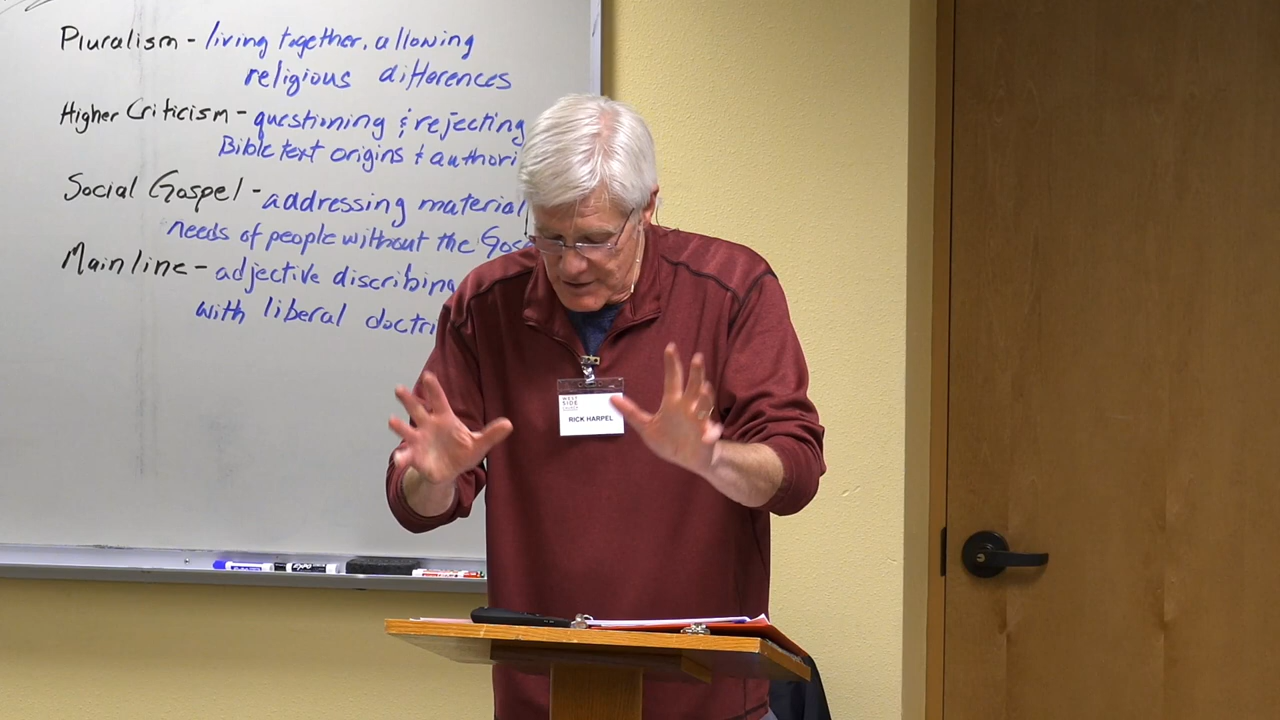 Pluralism - living together, allowing
religious differences
Higher Criticism - questioning & rejecting
Bible text origins & authori
Social Gospel - addressing material
needs of people without the Gos
Mainline - adjective discribing
with liberal doctri
WEST
SIDE
RICK HARPEL